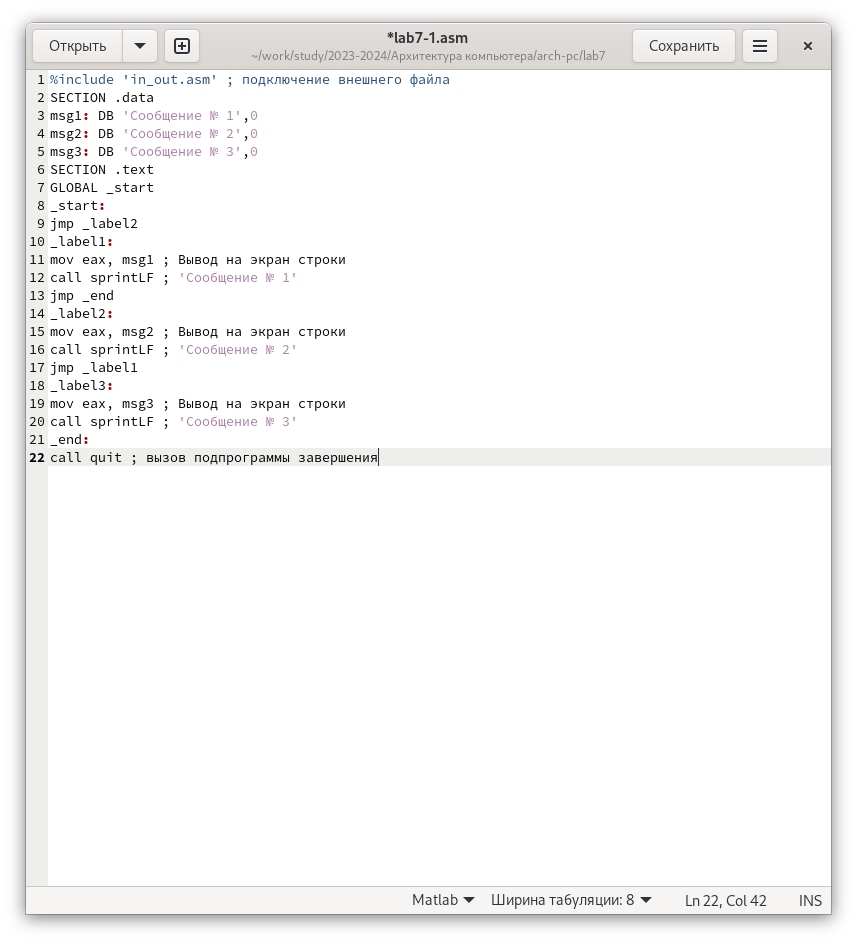 Открыть
*lab7-1.asm
~/work/study/2023-2024/Архитектура компьютера/arch-pc/lab7
Сохранить
1 %include 'in_out.asm' ; подключение внешнего файла
2 SECTION .data
3 msg1: DB 'Сообщение № 1',0
4 msg2: DB 'Сообщение № 2',0
5 msg3: DB 'Сообщение № 3',0
6 SECTION .text
7 GLOBAL _start
8 _start:
9 jmp _label2
10 _label1:
11 mov eax, msg1 ; Вывод на экран строки
12 call sprintLF ; 'Сообщение № 1'
13 jmp _end
14 _label2:
15 mov eax, msg2 ; Вывод на экран строки
16 call sprintLF ; 'Сообщение № 2'
17 jmp _label1
18 _label3:
19 mov eax, msg3 ; Вывод на экран строки
20 call sprintLF ; 'Сообщение № 3'
21 _end:
22 call quit ; вызов подпрограммы завершения
Matlab Ширина табуляции: 8 Ln 22, Col 42 INS